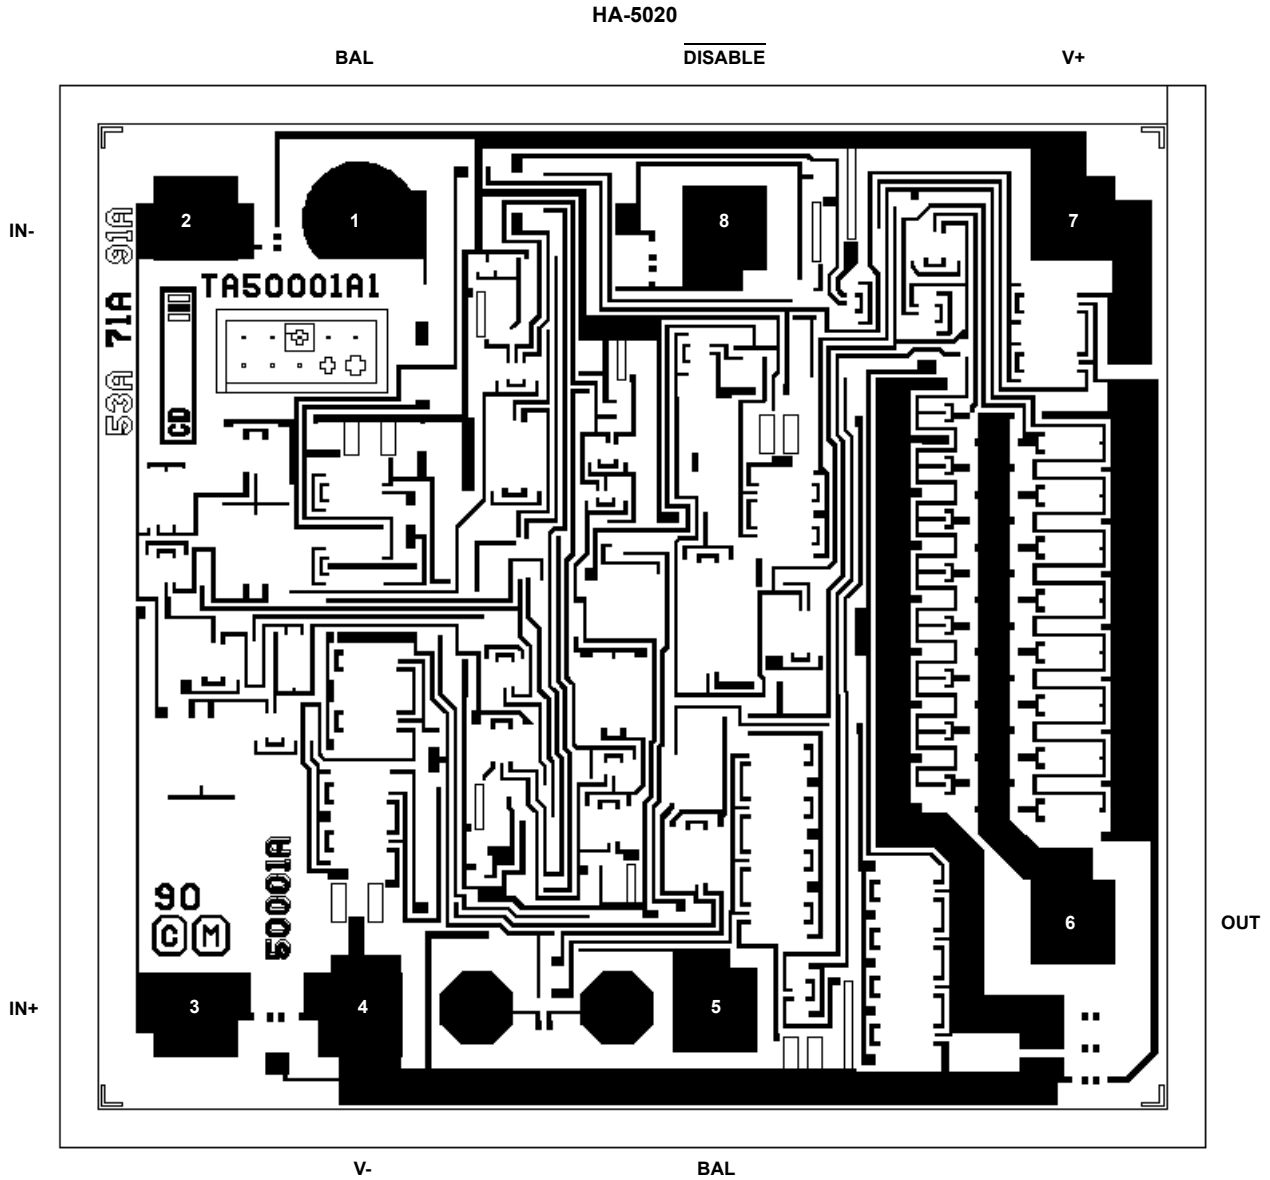 HA-5020
BAL
DISABLE
V+
IN-
2
1
8
7
91A
TA50001A1
71A
53A
CD
50001A
90
C M
6
OUT
IN+
3
4
5
V-
BAL